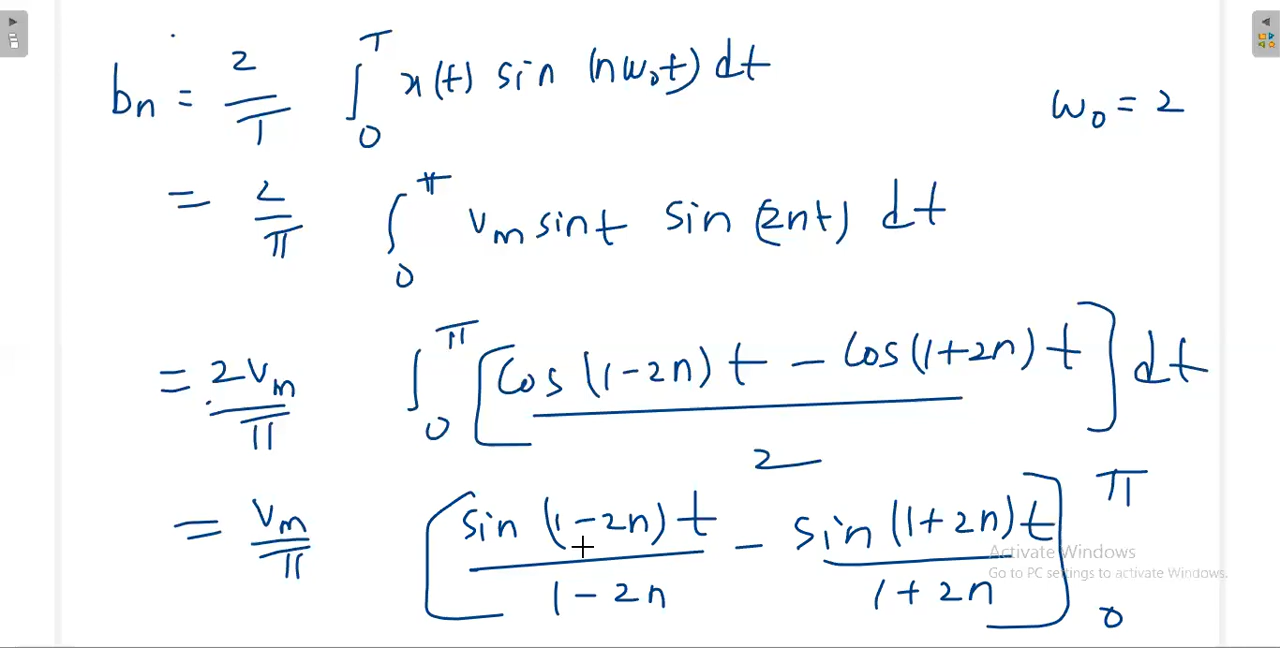 bn = 2/T ∫₀ᵀ x(t) sin (nω₀t) dt
ω₀ = 2
= 2/π ∫₀^π Vm sint sin (2nt) dt
= 2Vm/π ∫₀^π [Cos (1-2n) t - Cos (1+2n) t / 2] dt
= Vm/π [sin (1-2n) t / 1-2n - sin (1+2n) t / 1+2n]₀^π
Activate Windows
Go to PC settings to activate Windows.